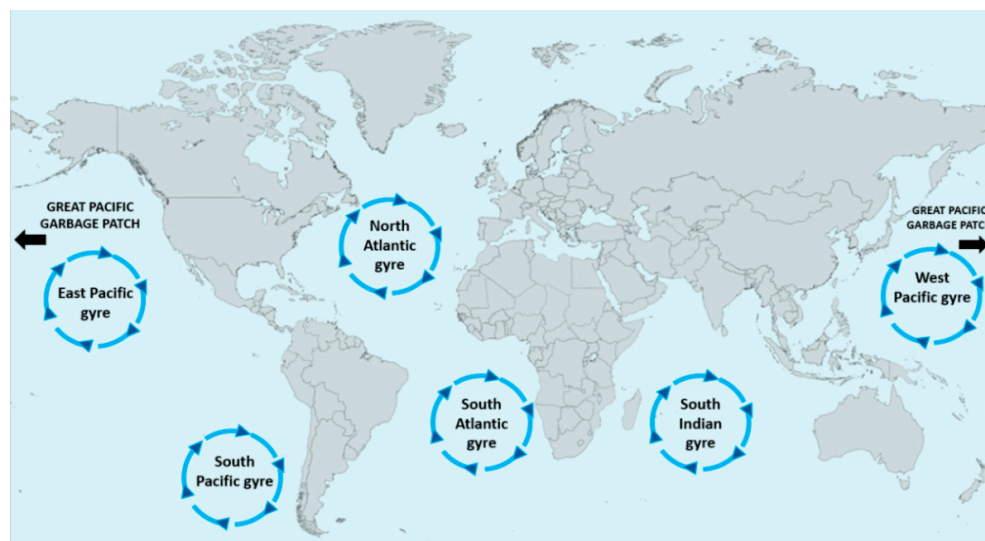 GREAT PACIFIC
GARBAGE PATCH
East Pacific
gyre
North
Atlantic
gyre
GREAT PACIFIC
GARBAGE PATCH
West
Pacific gyre
South
Pacific gyre
South
Atlantic
gyre
South
Indian
gyre